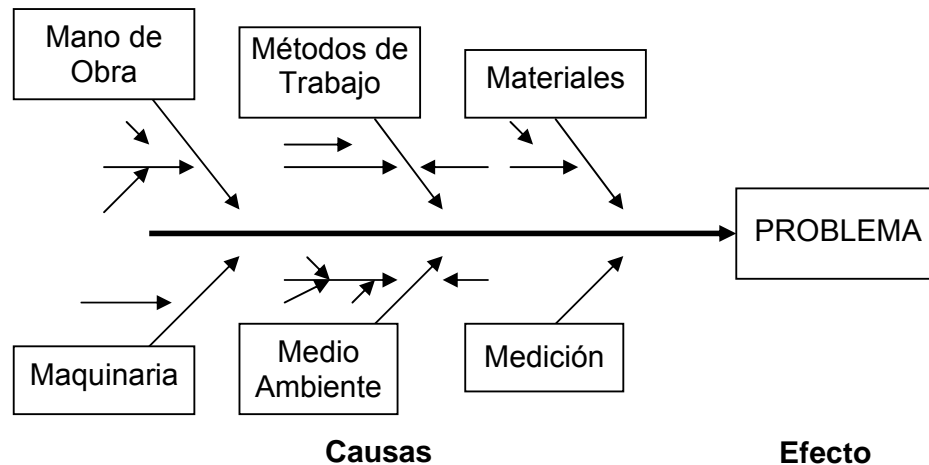 Mano de
Obra
Métodos de
Trabajo
Materiales
PROBLEMA
Maquinaria
Medio
Ambiente
Medición
Causas
Efecto